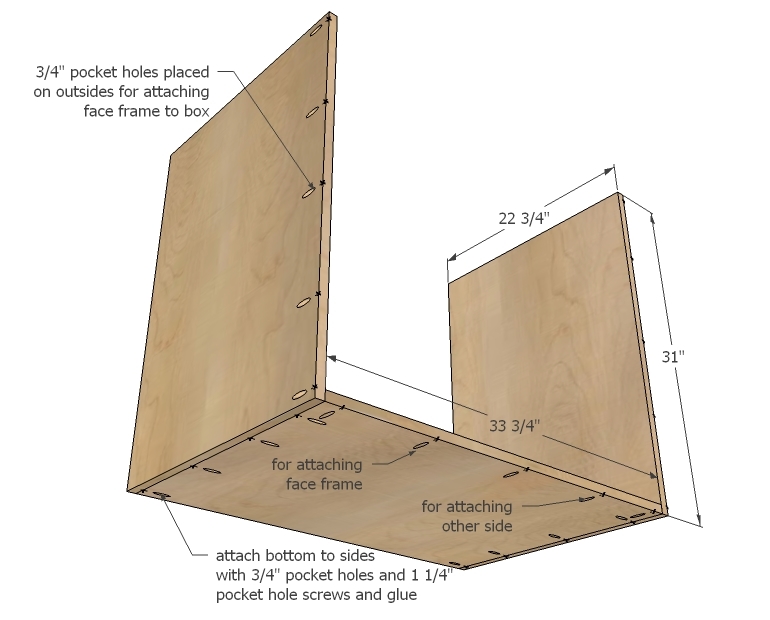 3/4" pocket holes placed
on outsides for attaching
face frame to box
22 3/4"
31"
33 3/4"
for attaching
face frame
for attaching
other side
attach bottom to sides
with 3/4" pocket holes and 1 1/4"
pocket hole screws and glue